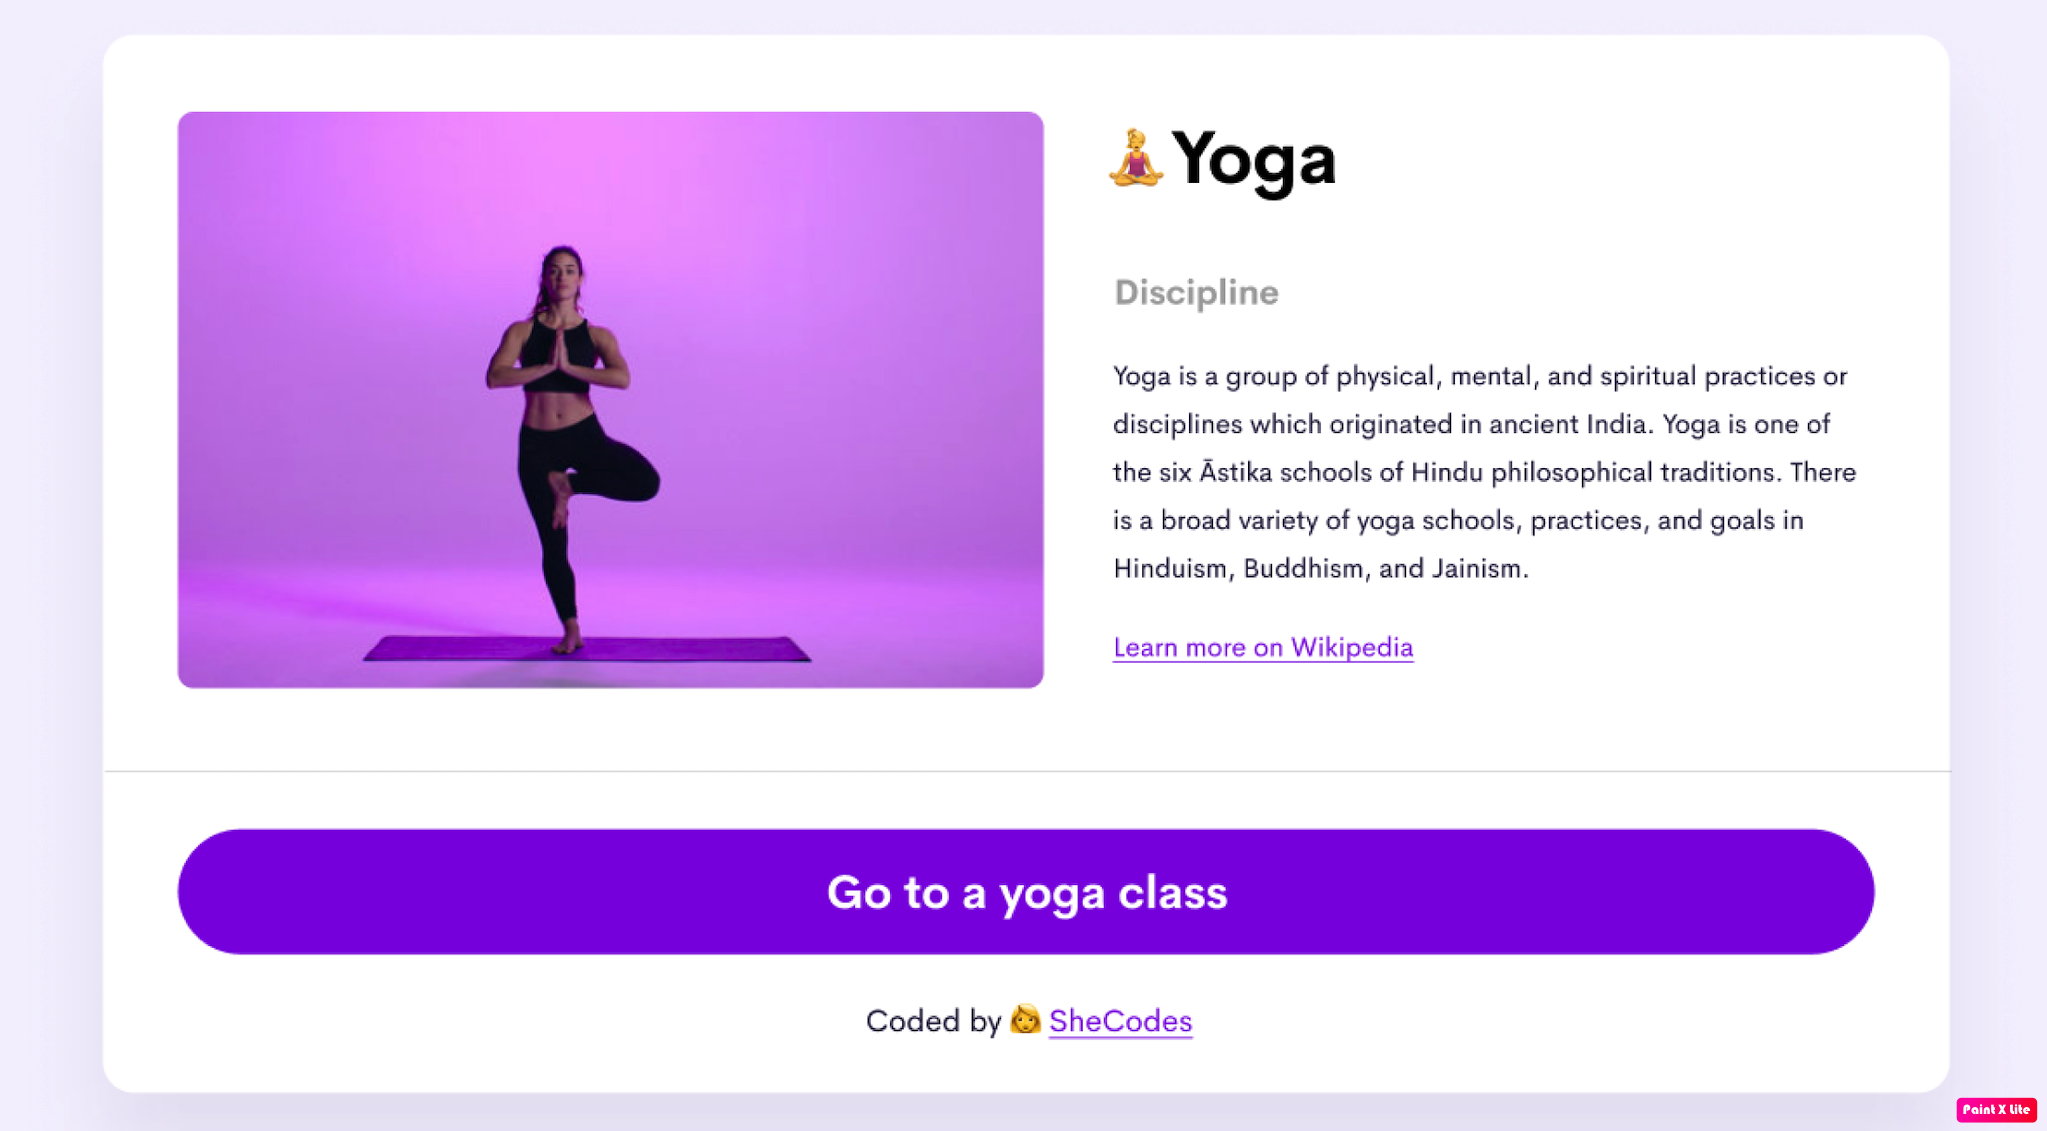 Yoga
Discipline
Yoga is a group of physical, mental, and spiritual practices or
disciplines which originated in ancient India. Yoga is one of
the six Āstika schools of Hindu philosophical traditions. There
is a broad variety of yoga schools, practices, and goals in
Hinduism, Buddhism, and Jainism.
Learn more on Wikipedia
Go to a yoga class
Coded by 👩 SheCodes
Paint X Lite